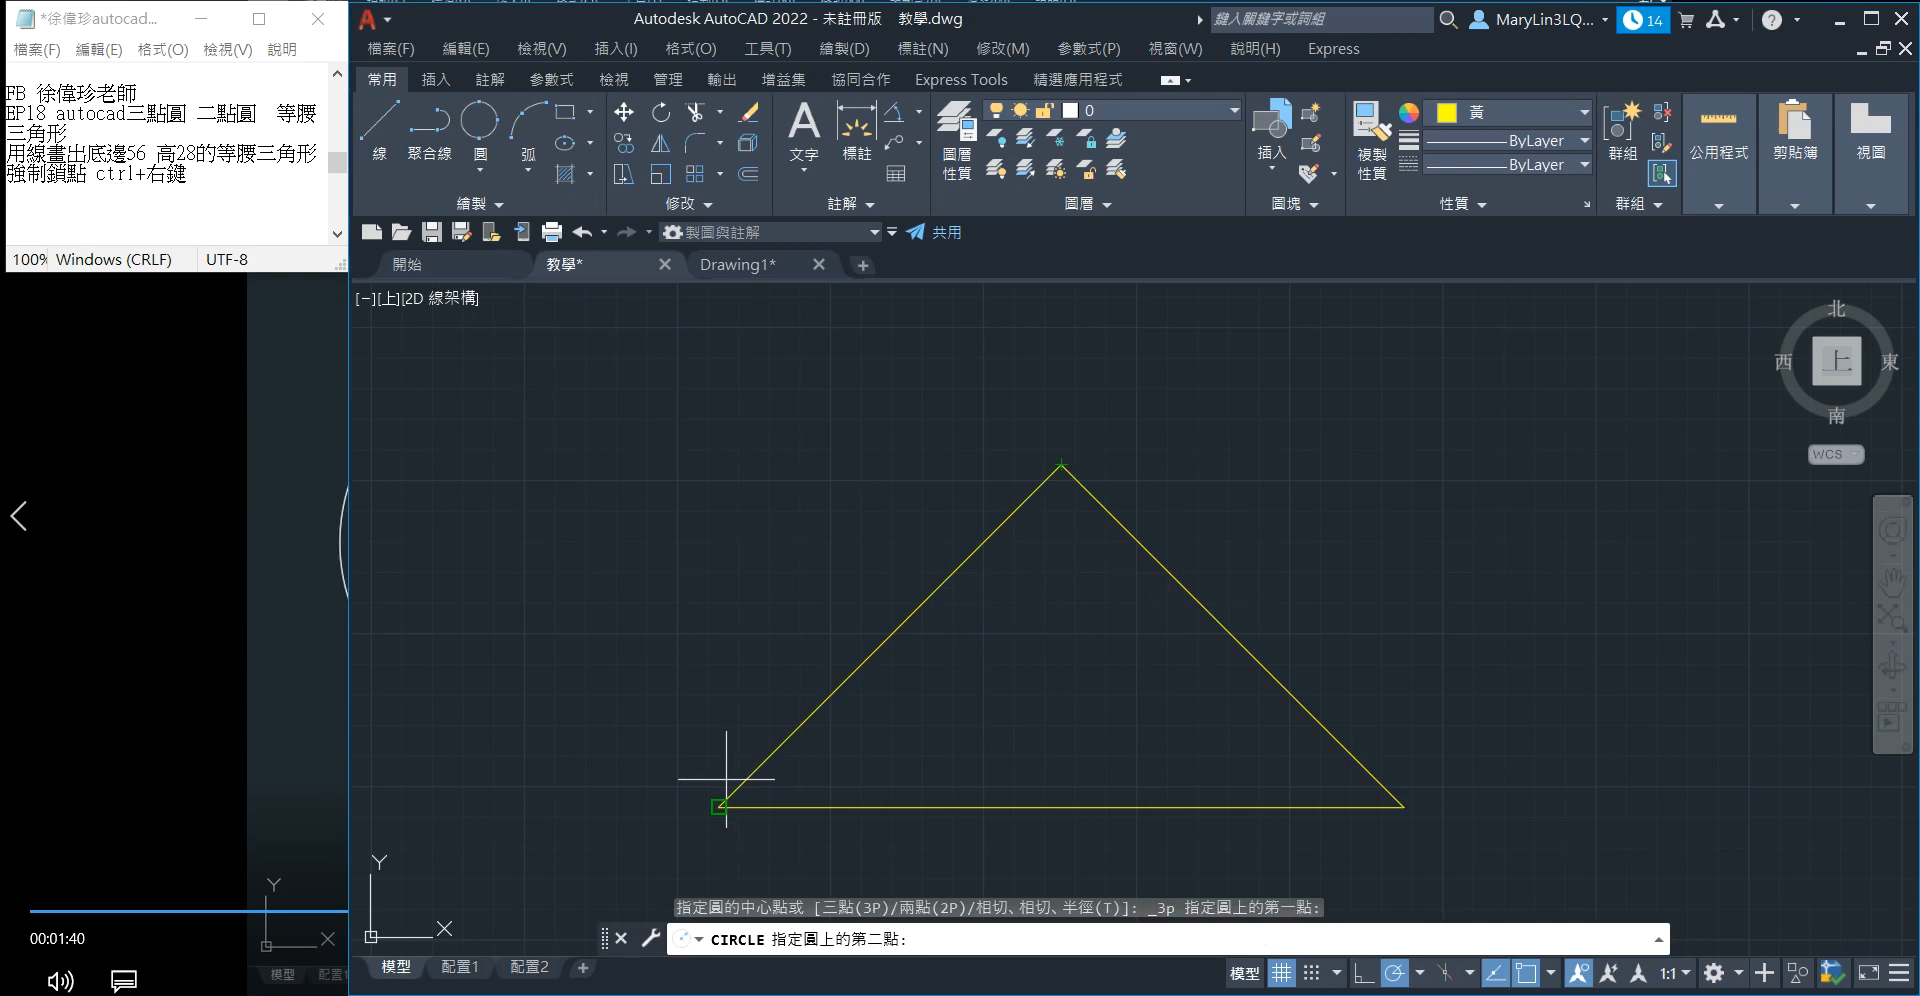 *徐偉珍autocad...
檔案(F) 編輯(E) 格式(O) 檢視(V) 說明
FB 徐偉珍老師
EP18 autocad三點圓 二點圓 等腰
三角形
用線畫出底邊56 高28的等腰三角形
強制鎖點 ctrl+右鍵
100% Windows (CRLF) UTF-8
00:01:40
Y
X
模型 配置
Autodesk AutoCAD 2022 - 未註冊版 教學.dwg
鍵入關鍵字或詞組
MaryLin3LQ...
14
檔案(F) 編輯(E) 檢視(V) 插入(I) 格式(O) 工具(T) 繪製(D) 標註(N) 修改(M) 參數式(P) 視窗(W) 說明(H) Express
常用 插入 註解 參數式 檢視 管理 輸出 增益集 協同合作 Express Tools 精選應用程式
線 聚合線 圓 弧
繪製
修改
文字 標註
註解
圖層
性質
0
圖層
插入
圖塊
複製
性質
黃
ByLayer
ByLayer
性質
群組
群組
公用程式
剪貼簿
視圖
製圖與註解
共用
開始 教學* Drawing1*
[−][上][2D 線架構]
北
西 上 東
南
WCS
Y
X
指定圓的中心點或 [三點(3P)/兩點(2P)/相切、相切、半徑(T)]: _3p 指定圓上的第一點:
CIRCLE 指定圓上的第二點:
模型 配置1 配置2
模型
1:1